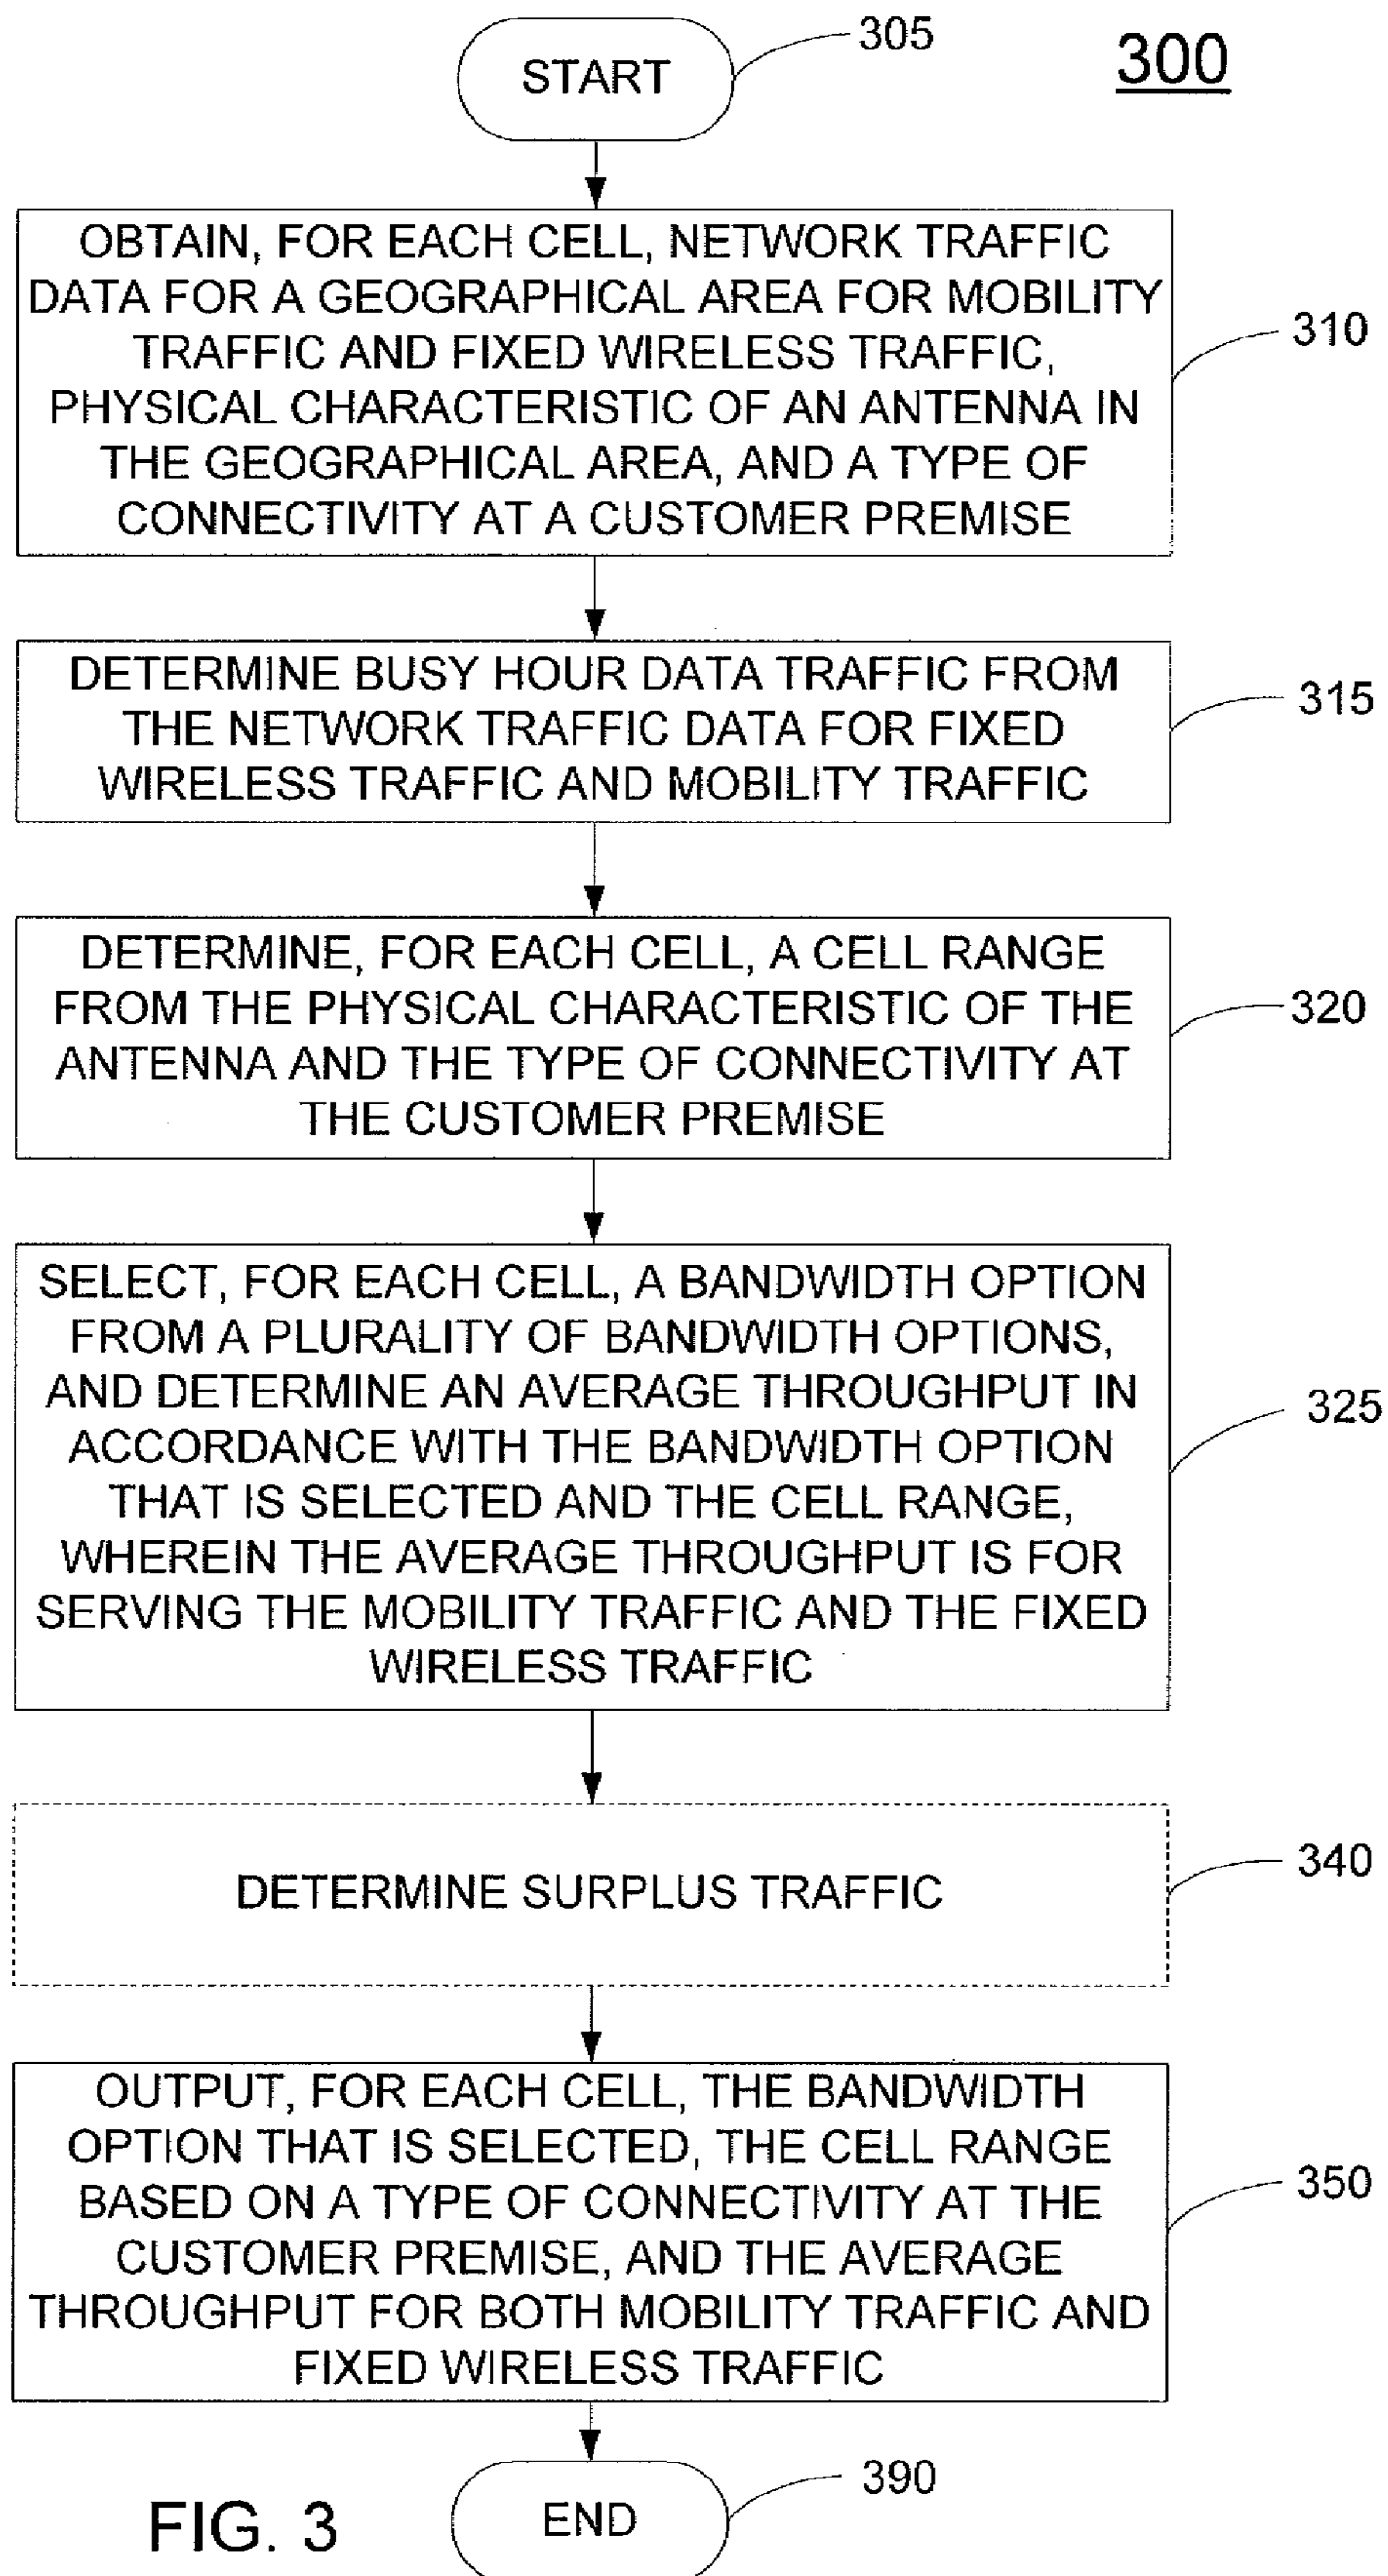 305
300
START
OBTAIN, FOR EACH CELL, NETWORK TRAFFIC
DATA FOR A GEOGRAPHICAL AREA FOR MOBILITY
TRAFFIC AND FIXED WIRELESS TRAFFIC,
PHYSICAL CHARACTERISTIC OF AN ANTENNA IN
THE GEOGRAPHICAL AREA, AND A TYPE OF
CONNECTIVITY AT A CUSTOMER PREMISE
310
DETERMINE BUSY HOUR DATA TRAFFIC FROM
THE NETWORK TRAFFIC DATA FOR FIXED
WIRELESS TRAFFIC AND MOBILITY TRAFFIC
315
DETERMINE, FOR EACH CELL, A CELL RANGE
FROM THE PHYSICAL CHARACTERISTIC OF THE
ANTENNA AND THE TYPE OF CONNECTIVITY AT
THE CUSTOMER PREMISE
320
SELECT, FOR EACH CELL, A BANDWIDTH OPTION
FROM A PLURALITY OF BANDWIDTH OPTIONS,
AND DETERMINE AN AVERAGE THROUGHPUT IN
ACCORDANCE WITH THE BANDWIDTH OPTION
THAT IS SELECTED AND THE CELL RANGE,
WHEREIN THE AVERAGE THROUGHPUT IS FOR
SERVING THE MOBILITY TRAFFIC AND THE FIXED
WIRELESS TRAFFIC
325
DETERMINE SURPLUS TRAFFIC
340
OUTPUT, FOR EACH CELL, THE BANDWIDTH
OPTION THAT IS SELECTED, THE CELL RANGE
BASED ON A TYPE OF CONNECTIVITY AT THE
CUSTOMER PREMISE, AND THE AVERAGE
THROUGHPUT FOR BOTH MOBILITY TRAFFIC AND
FIXED WIRELESS TRAFFIC
350
END
390
FIG. 3